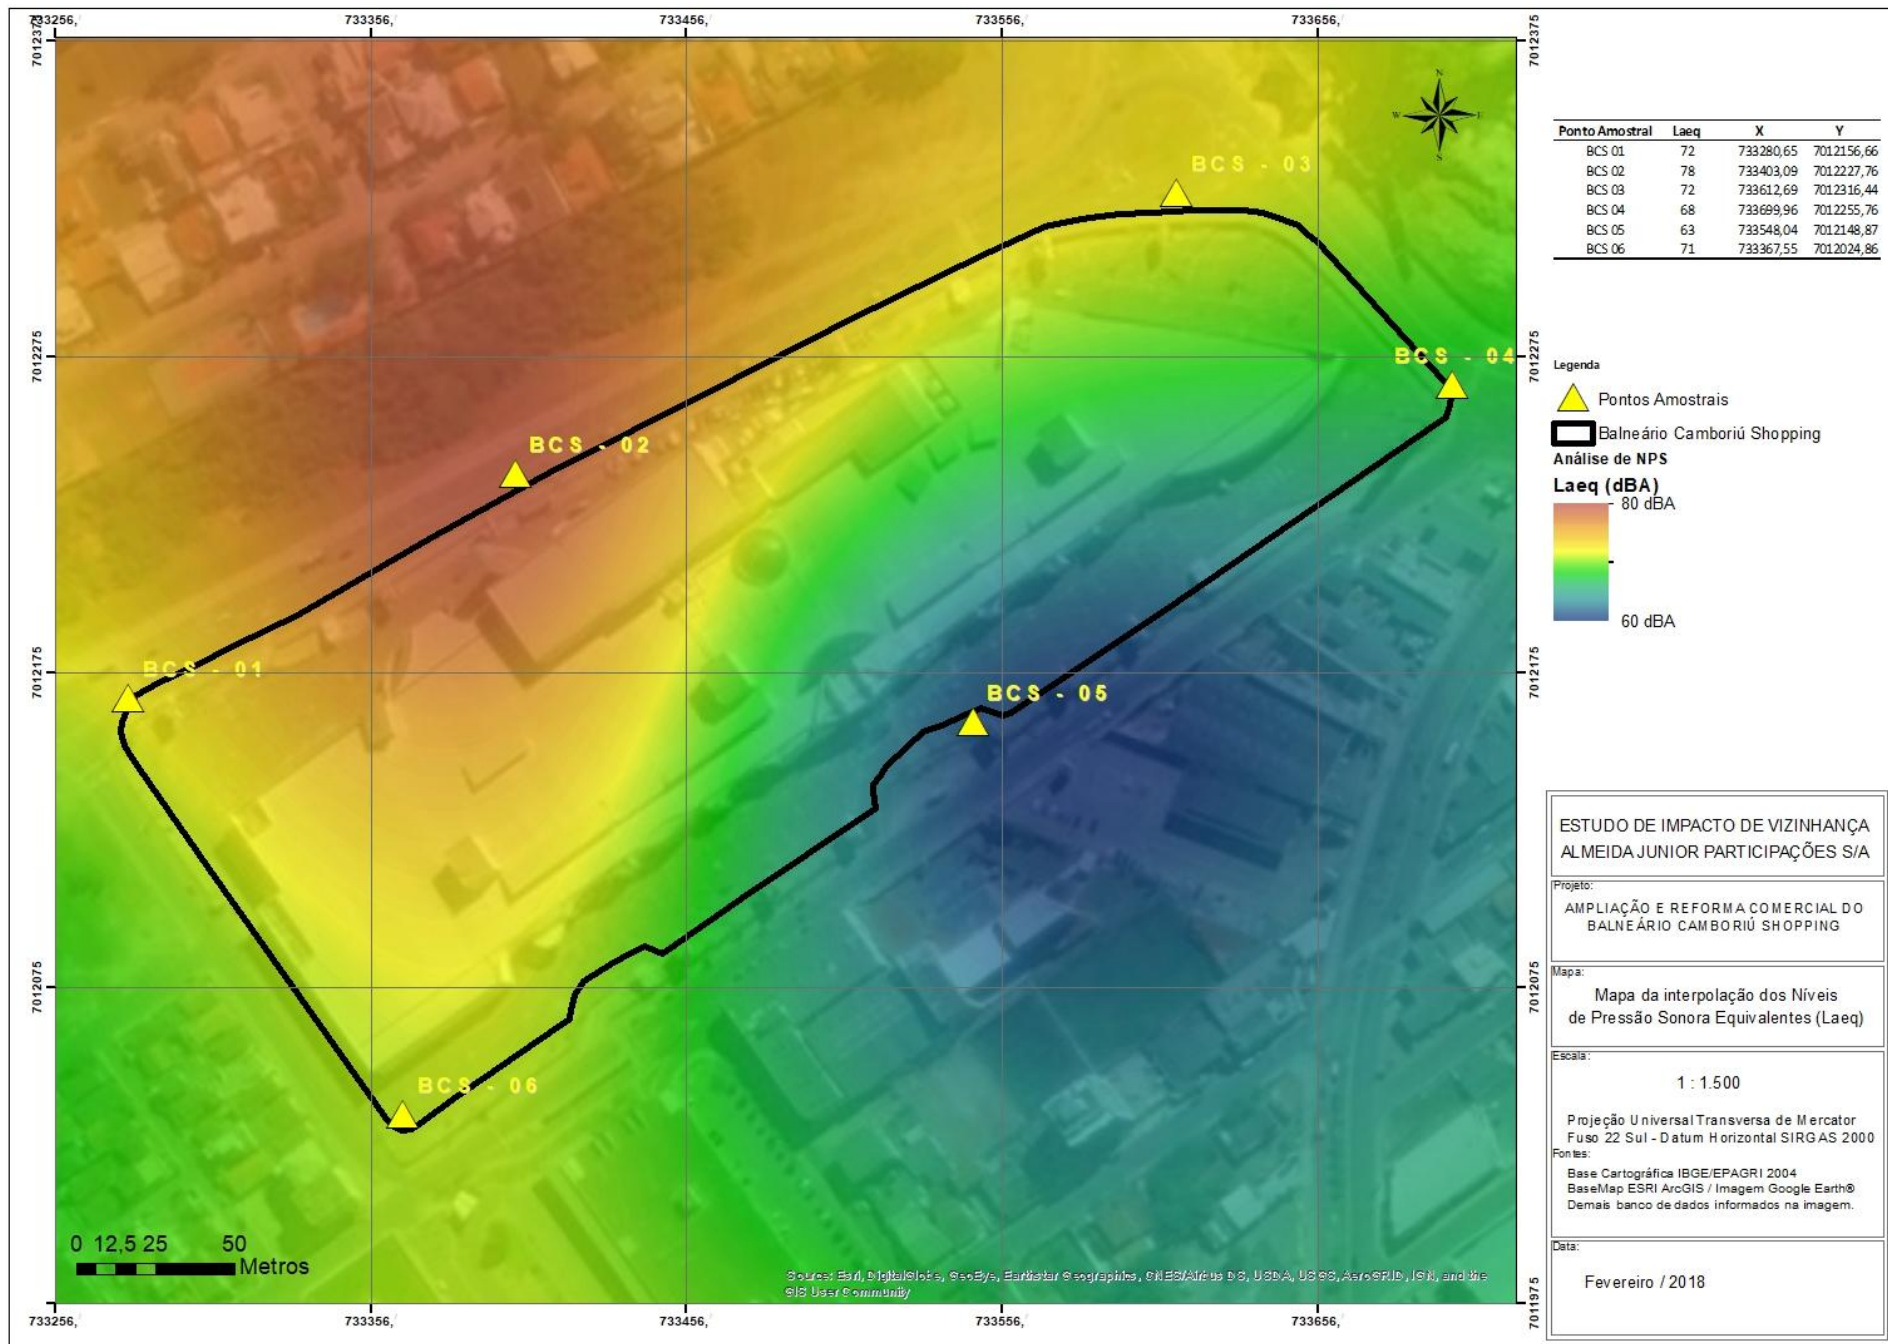 733256, 733356, 733456, 733556, 733656,
7012375 7012375
7012275 7012275
7012175 7012175
7012075 7012075
7011975
733256, 733356, 733456, 733556, 733656,
N
W E
S
BCS - 03
BCS - 04
BCS - 02
BCS - 01
BCS - 05
BCS - 06
0 12,5 25 50
Metros
Source: Esri, DigitalGlobe, GeoEye, Earthstar Geographics, CNES/Airbus DS, USDA, USGS, AeroGRID, IGN, and the
GIS User Community
Ponto Amostral Laeq X Y
BCS 01 72 733280,65 7012156,66
BCS 02 78 733403,09 7012227,76
BCS 03 72 733612,69 7012316,44
BCS 04 68 733699,96 7012255,76
BCS 05 63 733548,04 7012148,87
BCS 06 71 733367,55 7012024,86
Legenda
Pontos Amostrais
Balneário Camboriú Shopping
Análise de NPS
Laeq (dBA)
80 dBA
60 dBA
ESTUDO DE IMPACTO DE VIZINHANÇA
ALMEIDA JUNIOR PARTICIPAÇÕES S/A
Projeto:
AMPLIAÇÃO E REFORMA COMERCIAL DO
BALNEÁRIO CAMBORIÚ SHOPPING
Mapa:
Mapa da interpolação dos Níveis
de Pressão Sonora Equivalentes (Laeq)
Escala:
1 : 1.500
Projeção Universal Transversa de Mercator
Fuso 22 Sul - Datum Horizontal SIRGAS 2000
Fontes:
Base Cartográfica IBGE/EPAGRI 2004
BaseMap ESRI ArcGIS / Imagem Google Earth®
Demais banco de dados informados na imagem.
Data:
Fevereiro / 2018